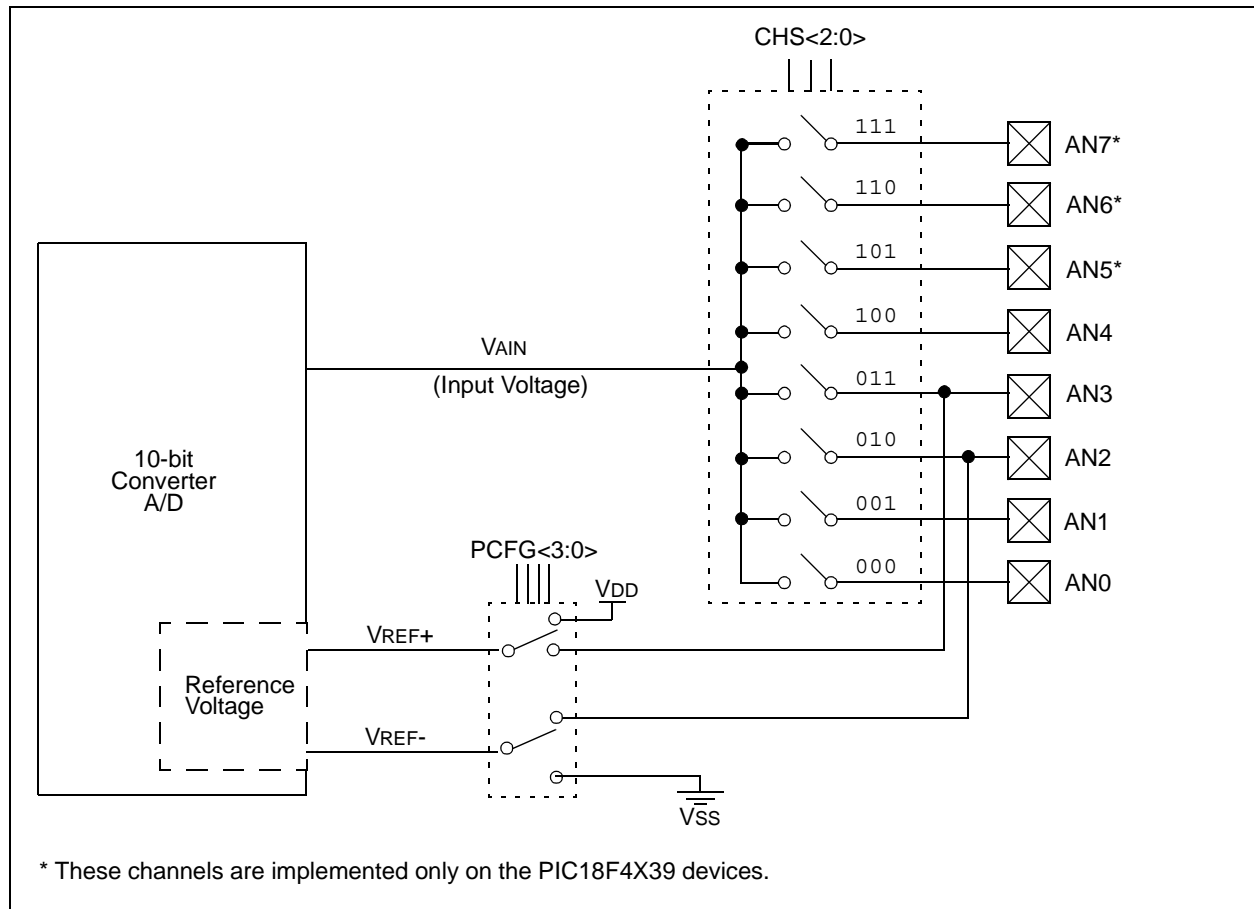 CHS<2:0>
111
AN7*
110
AN6*
101
AN5*
100
AN4
VAIN
(Input Voltage)
011
AN3
010
AN2
10-bit
Converter
A/D
001
AN1
PCFG<3:0>
000
AN0
VDD
VREF+
Reference
Voltage
VREF-
VSS
* These channels are implemented only on the PIC18F4X39 devices.